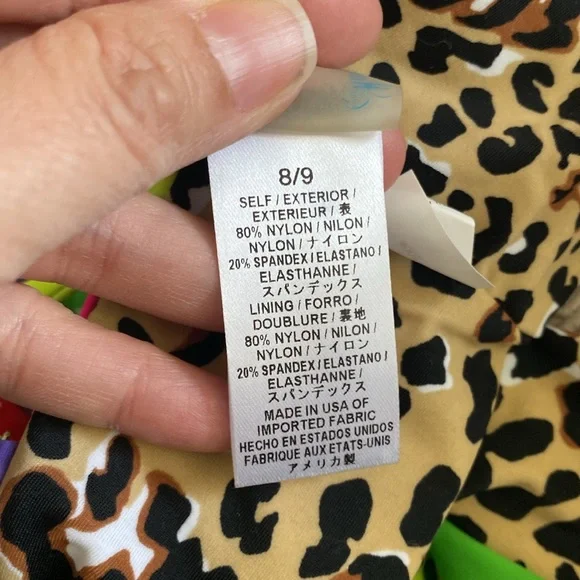 8/9
SELF / EXTERIOR /
EXTERIEUR / 表
80% NYLON / NILON /
NYLON / ナイロン
20% SPANDEX / ELASTANO /
ELASTHANNE /
スパンデックス
LINING / FORRO /
DOUBLURE / 裏地
80% NYLON / NILON /
NYLON / ナイロン
20% SPANDEX / ELASTANO /
ELASTHANNE /
スパンデックス
MADE IN USA OF
IMPORTED FABRIC
HECHO EN ESTADOS UNIDOS
FABRIQUE AUX ETATS-UNIS
アメリカ製